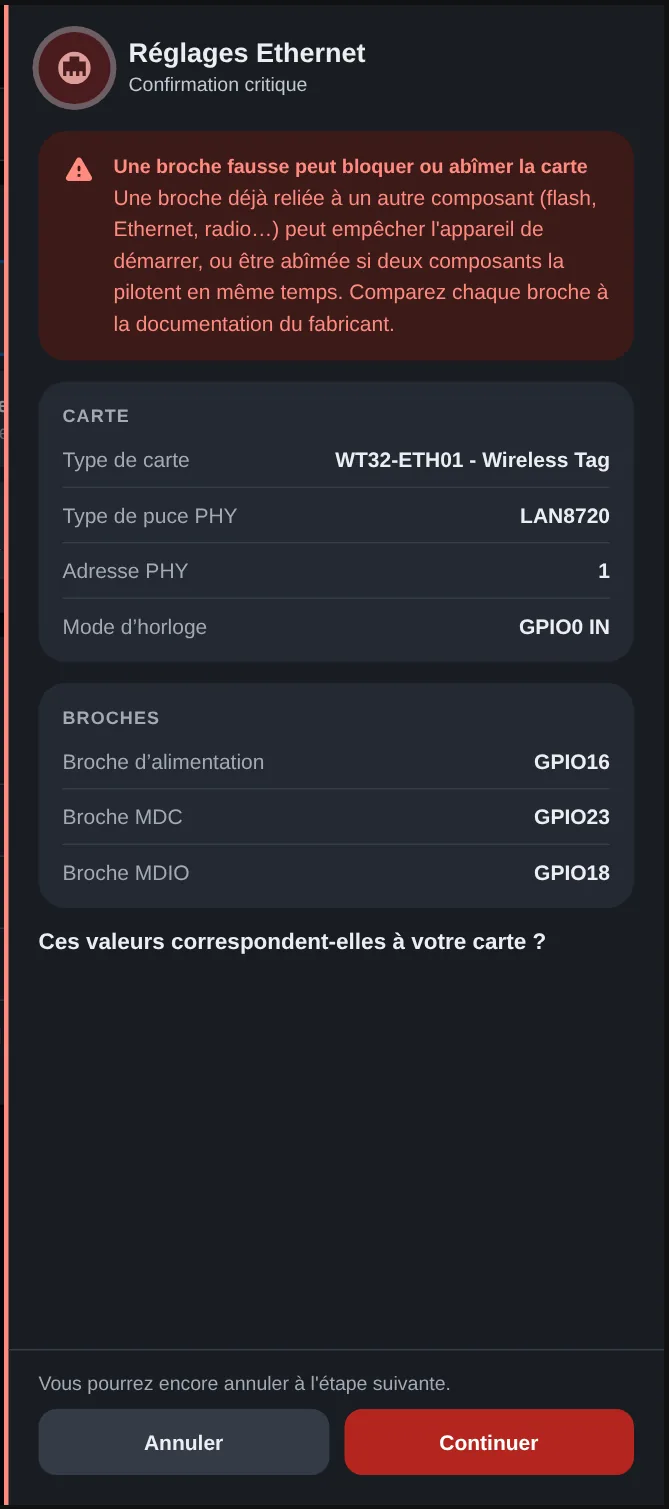 Réglages Ethernet
Confirmation critique
Une broche fausse peut bloquer ou abîmer la carte
Une broche déjà reliée à un autre composant (flash,
Ethernet, radio…) peut empêcher l'appareil de
démarrer, ou être abîmée si deux composants la
pilotent en même temps. Comparez chaque broche à
la documentation du fabricant.
CARTE
Type de carte WT32-ETH01 - Wireless Tag
Type de puce PHY LAN8720
Adresse PHY 1
Mode d’horloge GPIO0 IN
BROCHES
Broche d’alimentation GPIO16
Broche MDC GPIO23
Broche MDIO GPIO18
Ces valeurs correspondent-elles à votre carte ?
Vous pourrez encore annuler à l'étape suivante.
Annuler Continuer